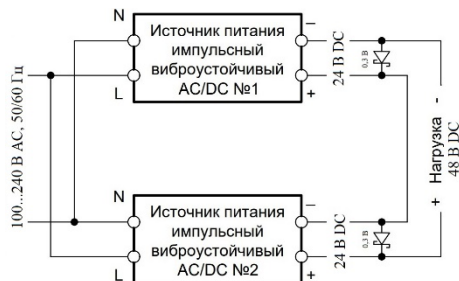 N
Источник питания
импульсный
виброустойчивый
AC/DC №1
L
–
+
24 В DC
0,3 В
100...240 В AC, 50/60 Гц
+ Нагрузка -
48 В DC
N
Источник питания
импульсный
виброустойчивый
AC/DC №2
L
–
+
24 В DC
0,3 В